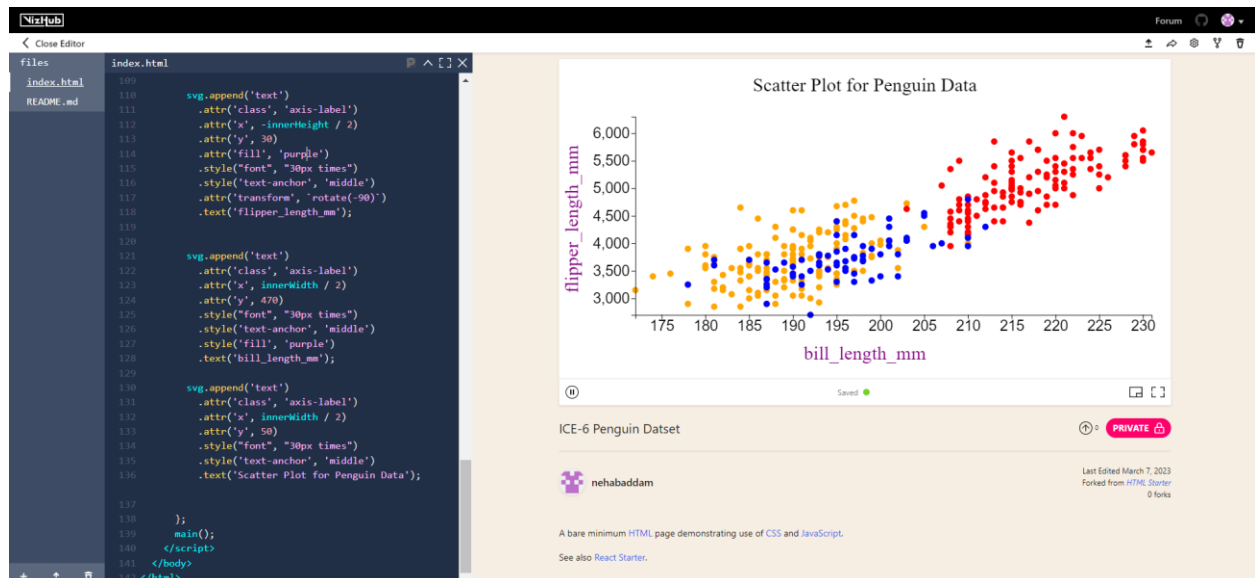 VizHub
Forum
Close Editor
files
index.html
README.md
index.html
109
110 svg.append('text')
111 .attr('class', 'axis-label')
112 .attr('x', -innerHeight / 2)
113 .attr('y', 30)
114 .attr('fill', 'purple')
115 .style("font", "30px times")
116 .style('text-anchor', 'middle')
117 .attr('transform', `rotate(-90)`)
118 .text('flipper_length_mm');
119
120
121 svg.append('text')
122 .attr('class', 'axis-label')
123 .attr('x', innerWidth / 2)
124 .attr('y', 470)
125 .style("font", "30px times")
126 .style('text-anchor', 'middle')
127 .style('fill', 'purple')
128 .text('bill_length_mm');
129
130 svg.append('text')
131 .attr('class', 'axis-label')
132 .attr('x', innerWidth / 2)
133 .attr('y', 50)
134 .style("font", "30px times")
135 .style('text-anchor', 'middle')
136 .text('Scatter Plot for Penguin Data');
137
138 };
139 main();
140 </script>
141 </body>
142 </html>
Scatter Plot for Penguin Data
flipper_length_mm
6,000
5,500
5,000
4,500
4,000
3,500
3,000
175 180 185 190 195 200 205 210 215 220 225 230
bill_length_mm
Saved
ICE-6 Penguin Datset
0
PRIVATE
nehabaddam
Last Edited March 7, 2023
Forked from HTML Starter
0 forks
A bare minimum HTML page demonstrating use of CSS and JavaScript.
See also React Starter.